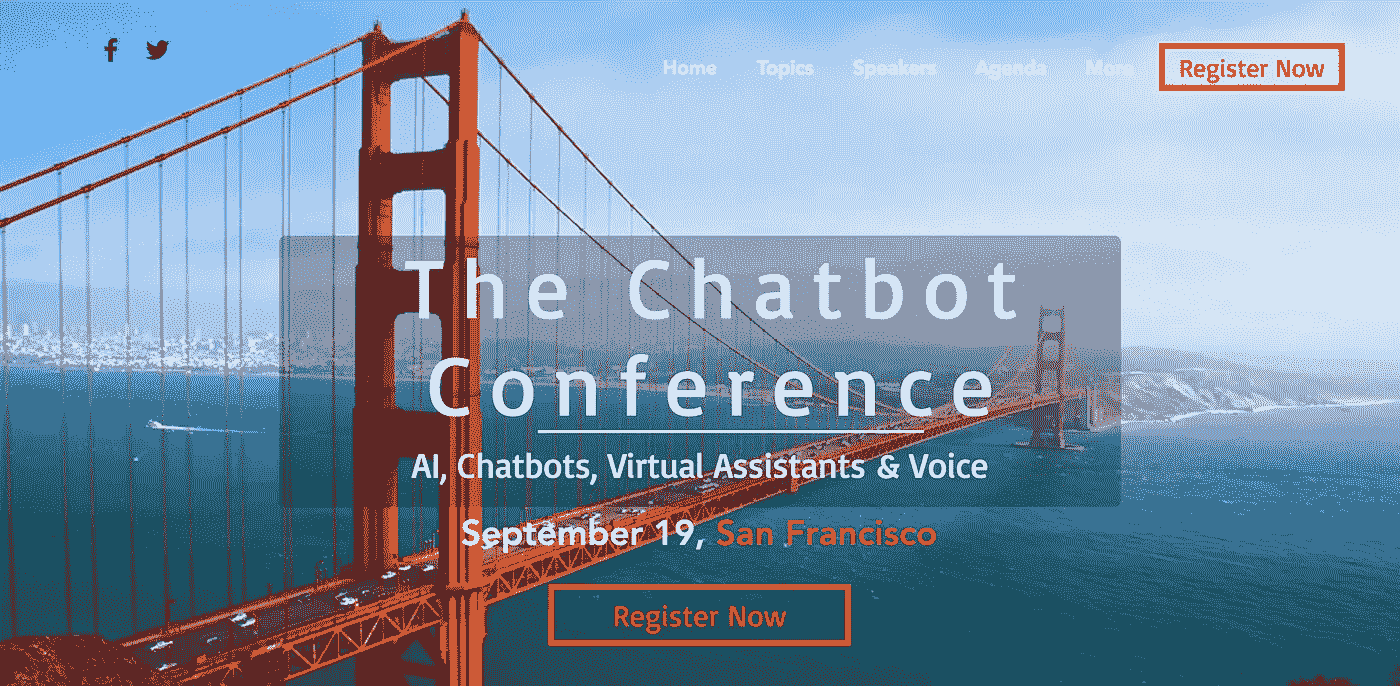 Home Topics Speakers Agenda More Register Now
The Chatbot
Conference
AI, Chatbots, Virtual Assistants & Voice
September 19, San Francisco
Register Now